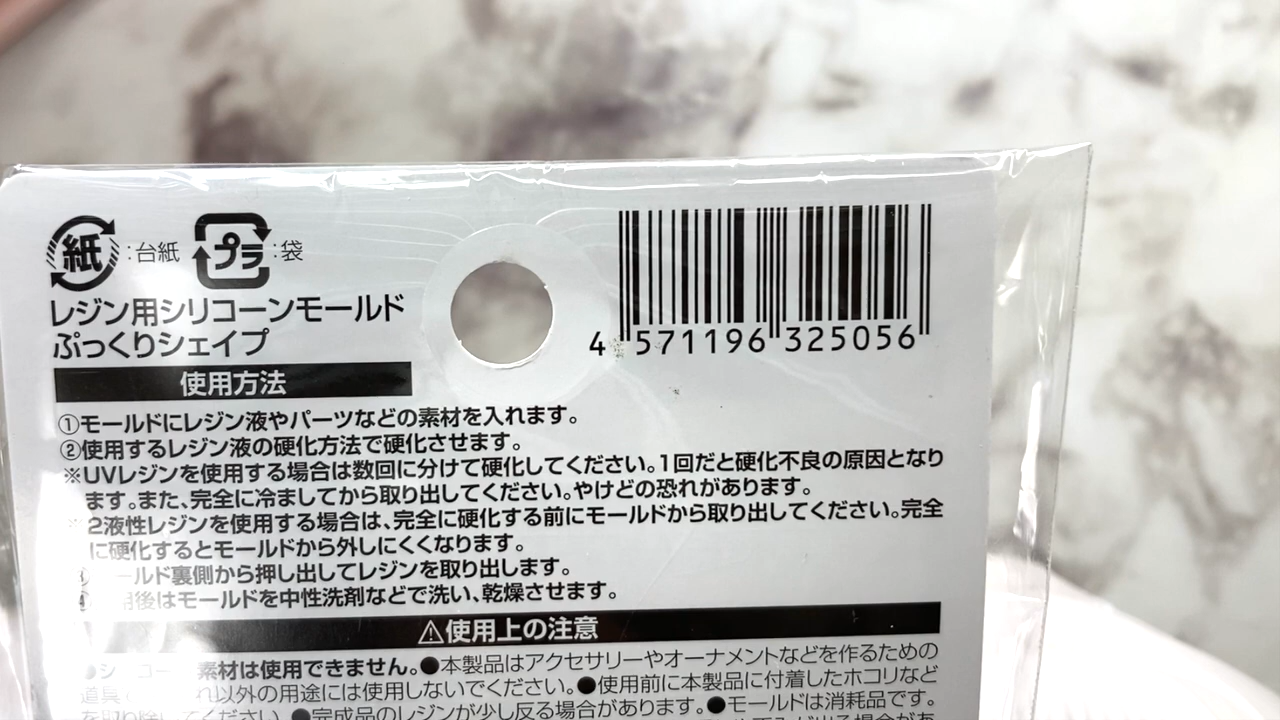 紙:台紙 プラ:袋
レジン用シリコーンモールド
ぷっくりシェイプ
4 571196 325056
使用方法
①モールドにレジン液やパーツなどの素材を入れます。
②使用するレジン液の硬化方法で硬化させます。
※UVレジンを使用する場合は数回に分けて硬化してください。1回だと硬化不良の原因となり
ます。また、完全に冷ましてから取り出してください。やけどの恐れがあります。
※2液性レジンを使用する場合は、完全に硬化する前にモールドから取り出してください。完全
に硬化するとモールドから外しにくくなります。
ールド裏側から押し出してレジンを取り出します。
用後はモールドを中性洗剤などで洗い、乾燥させます。
⚠使用上の注意
●シリコー 素材は使用できません。●本製品はアクセサリーやオーナメントなどを作るための
道具 れ以外の用途には使用しないでください。●使用前に本製品に付着したホコリなど
を取り除してください。●完成品のレジンが少し反る場合があります。●モールドは消耗品です。